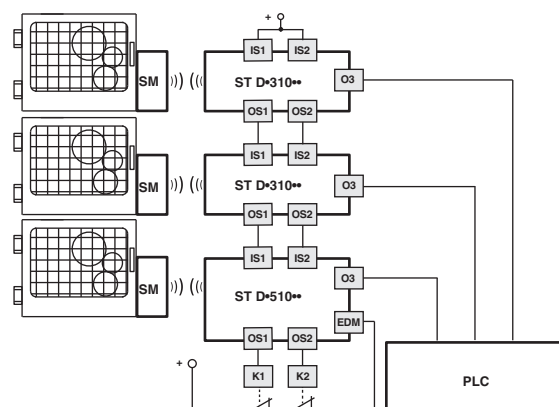 +
IS1 IS2
SM ST D•310•• O3
OS1 OS2
IS1 IS2
SM ST D•310•• O3
OS1 OS2
IS1 IS2
SM ST D•510•• O3
EDM
OS1 OS2
+
K1 K2
PLC